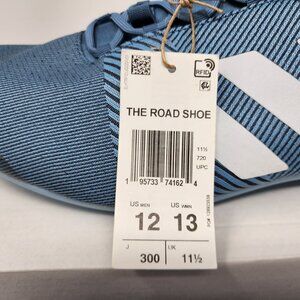 RFID
THE ROAD SHOE
11½
720
UPC
1 95733 74162 4
US MEN US WMN
12 13
J UK
300 11½